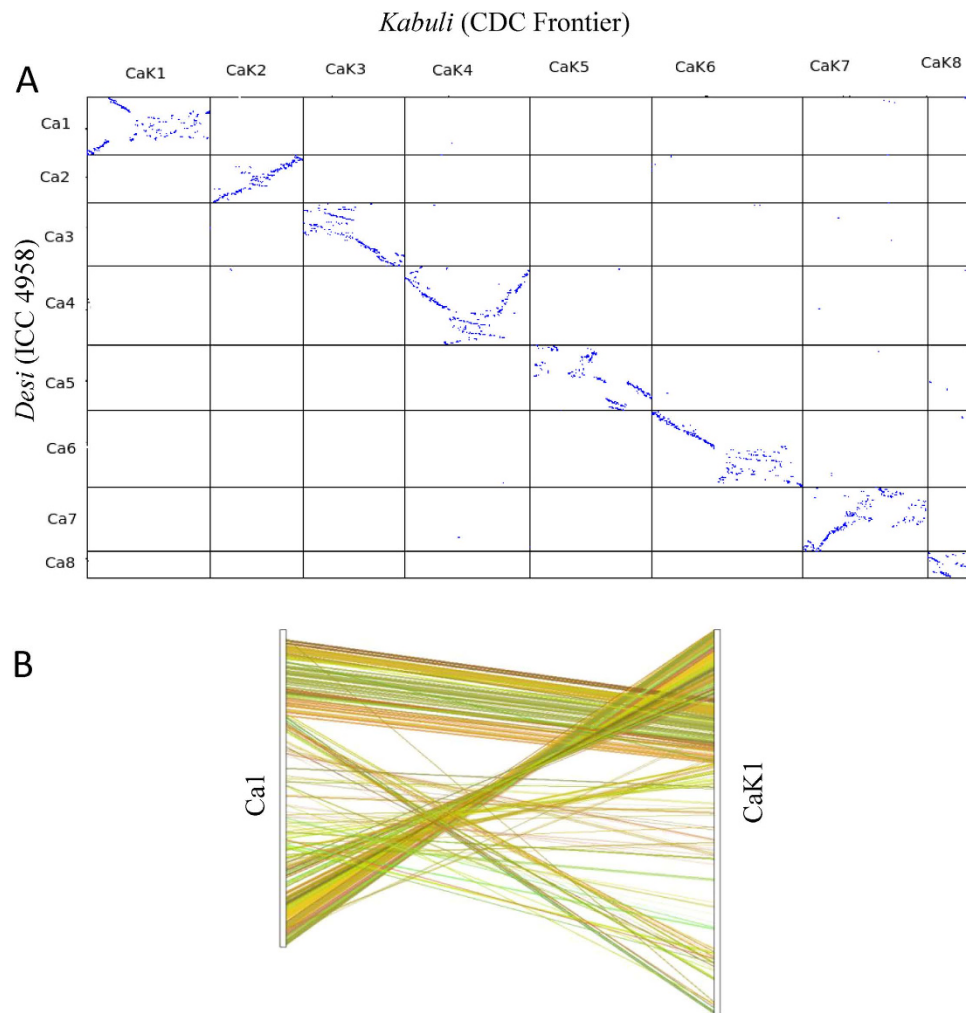 Kabuli (CDC Frontier)
A
CaK1 CaK2 CaK3 CaK4 CaK5 CaK6 CaK7 CaK8
Desi (ICC 4958)
Ca1
Ca2
Ca3
Ca4
Ca5
Ca6
Ca7
Ca8
B
Ca1
CaK1